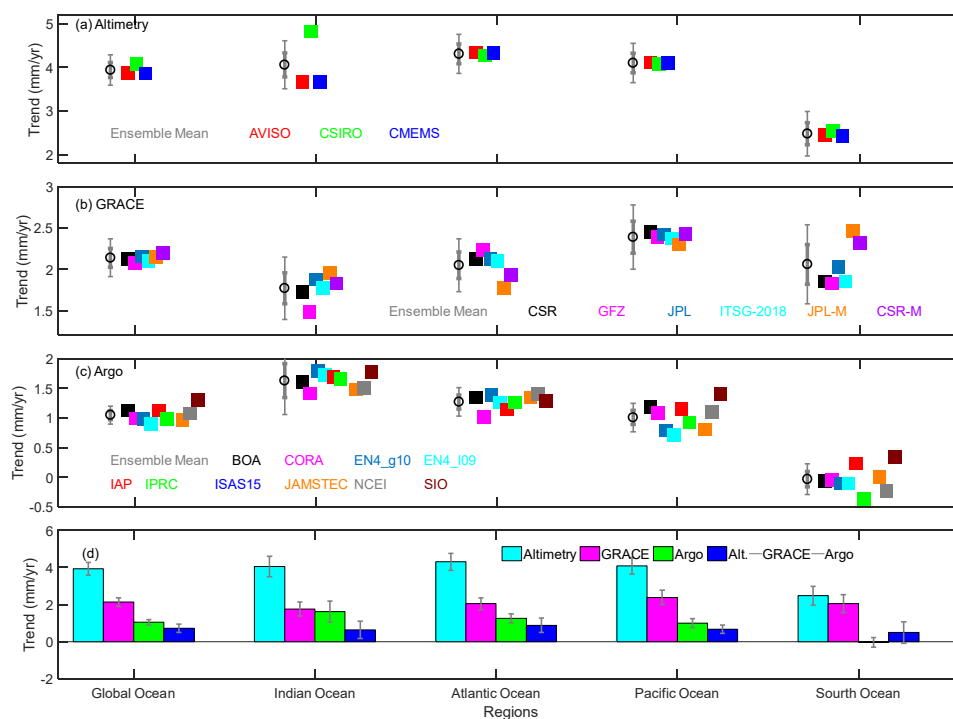 (a) Altimetry
5
4
3
2
Trend (mm/yr)
Ensemble Mean AVISO CSIRO CMEMS
(b) GRACE
3
2.5
2
1.5
Trend (mm/yr)
Ensemble Mean CSR GFZ JPL ITSG-2018 JPL-M CSR-M
(c) Argo
2
1.5
1
0.5
0
-0.5
Trend (mm/yr)
Ensemble Mean BOA CORA EN4_g10 EN4_l09
IAP IPRC ISAS15 JAMSTEC NCEI SIO
(d)
6
4
2
0
-2
Trend (mm/yr)
Altimetry GRACE Argo Alt.—GRACE—Argo
Global Ocean Indian Ocean Atlantic Ocean Pacific Ocean Sourth Ocean
Regions